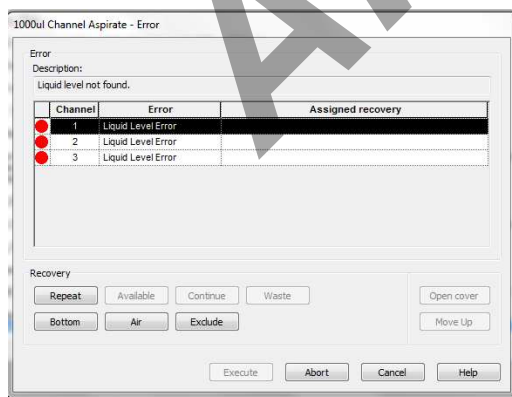 1000ul Channel Aspirate - Error
Error
Description:
Liquid level not found.
Channel Error Assigned recovery
1 Liquid Level Error
2 Liquid Level Error
3 Liquid Level Error
Recovery
Repeat Available Continue Waste Open cover
Bottom Air Exclude Move Up
Execute Abort Cancel Help